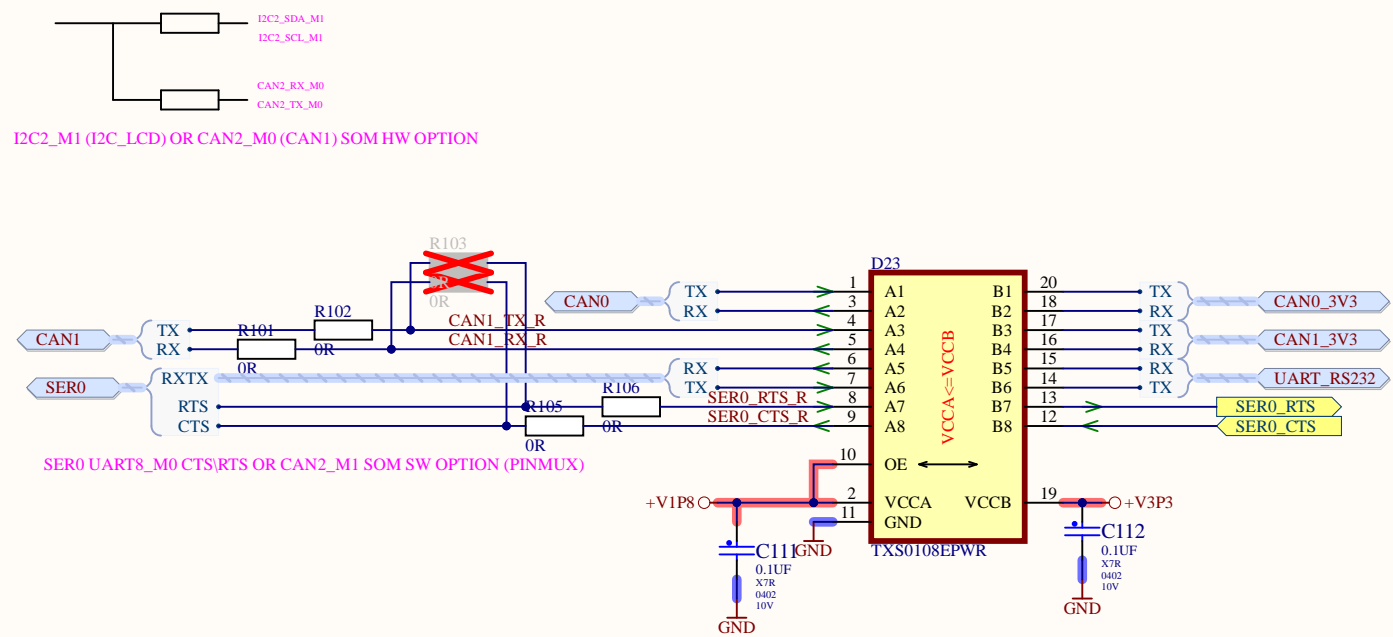 I2C2_SDA_M1
I2C2_SCL_M1
CAN2_RX_M0
CAN2_TX_M0
I2C2_M1 (I2C_LCD) OR CAN2_M0 (CAN1) SOM HW OPTION
R103
0R
0R
D23
CAN0
TX
RX
1
3
4
5
6
7
8
9
10
2
11
A1
A2
A3
A4
A5
A6
A7
A8
OE
VCCA
GND
VCCA<=VCCB
B1
B2
B3
B4
B5
B6
B7
B8
VCCB
20
18
17
16
15
14
13
12
19
TX
RX
TX
RX
RX
TX
CAN0_3V3
CAN1_3V3
UART_RS232
SER0_RTS
SER0_CTS
CAN1
TX
RX
R101
0R
R102
0R
CAN1_TX_R
CAN1_RX_R
SER0
RXTX
RTS
CTS
RX
TX
R106
0R
R105
0R
SER0_RTS_R
SER0_CTS_R
SER0 UART8_M0 CTS\RTS OR CAN2_M1 SOM SW OPTION (PINMUX)
+V1P8
GND
TXS0108EPWR
+V3P3
C111
0.1UF
X7R
0402
10V
GND
C112
0.1UF
X7R
0402
10V
GND